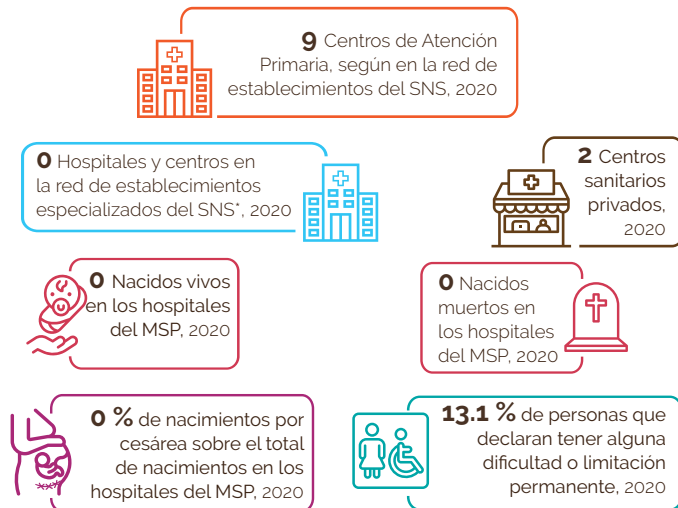 9 Centros de Atención
Primaria, según en la red de
establecimientos del SNS, 2020
0 Hospitales y centros en
la red de establecimientos
especializados del SNS*, 2020
2 Centros
sanitarios
privados,
2020
0 Nacidos vivos
en los hospitales
del MSP, 2020
0 Nacidos
muertos en
los hospitales
del MSP, 2020
0 % de nacimientos por
cesárea sobre el total
de nacimientos en los
hospitales del MSP, 2020
13.1 % de personas que
declaran tener alguna
dificultad o limitación
permanente, 2020